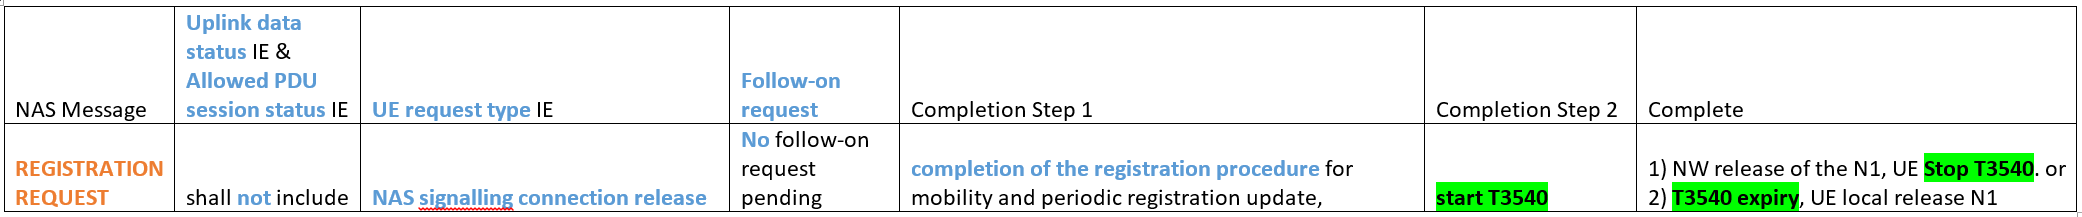 NAS Message
Uplink data
status IE &
Allowed PDU
session status IE
UE request type IE
Follow-on
request
Completion Step 1
Completion Step 2
Complete
REGISTRATION
REQUEST
shall not include
NAS signalling connection release
No follow-on
request
pending
completion of the registration procedure for
mobility and periodic registration update,
start T3540
1) NW release of the N1, UE Stop T3540. or
2) T3540 expiry, UE local release N1